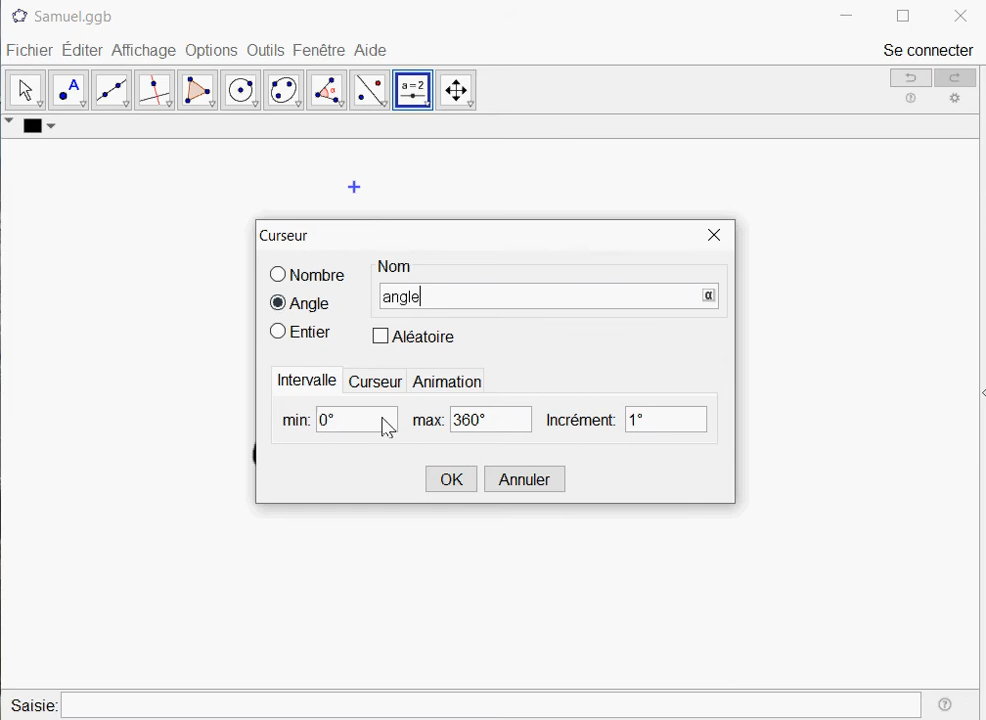 Samuel.ggb
Fichier Éditer Affichage Options Outils Fenêtre Aide Se connecter
A
α
a=2
Curseur
Nombre
Nom
angle α
Angle
Entier
Aléatoire
Intervalle Curseur Animation
min: 0° max: 360° Incrément: 1°
OK Annuler
Saisie: